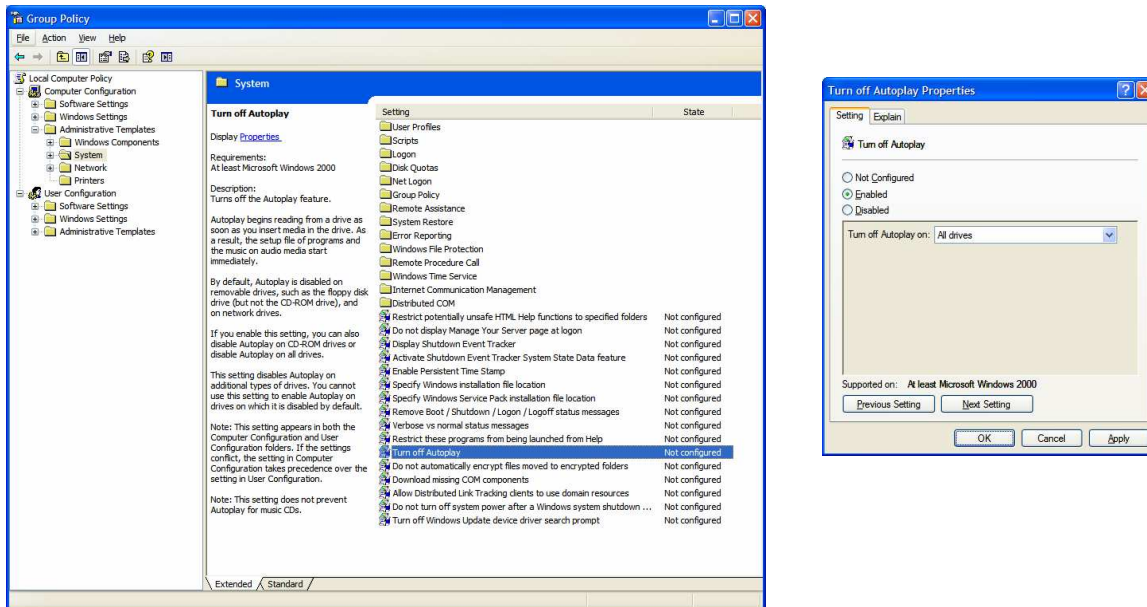 Group Policy
File Action View Help
Local Computer Policy
Computer Configuration
Software Settings
Windows Settings
Administrative Templates
Windows Components
System
Network
Printers
User Configuration
Software Settings
Windows Settings
Administrative Templates
System
Turn off Autoplay
Display Properties
Requirements:
At least Microsoft Windows 2000
Description:
Turns off the Autoplay feature.
Autoplay begins reading from a drive as
soon as you insert media in the drive. As
a result, the setup file of programs and
the music on audio media start
immediately.
By default, Autoplay is disabled on
removable drives, such as the floppy disk
drive (but not the CD-ROM drive), and
on network drives.
If you enable this setting, you can also
disable Autoplay on CD-ROM drives or
disable Autoplay on all drives.
This setting disables Autoplay on
additional types of drives. You cannot
use this setting to enable Autoplay on
drives on which it is disabled by default.
Note: This setting appears in both the
Computer Configuration and User
Configuration folders. If the settings
conflict, the setting in Computer
Configuration takes precedence over the
setting in User Configuration.
Note: This setting does not prevent
Autoplay for music CDs.
Setting State
User Profiles
Scripts
Logon
Disk Quotas
Net Logon
Group Policy
Remote Assistance
System Restore
Error Reporting
Windows File Protection
Remote Procedure Call
Windows Time Service
Internet Communication Management
Distributed COM
Restrict potentially unsafe HTML Help functions to specified folders Not configured
Do not display Manage Your Server page at logon Not configured
Display Shutdown Event Tracker Not configured
Activate Shutdown Event Tracker System State Data feature Not configured
Enable Persistent Time Stamp Not configured
Specify Windows installation file location Not configured
Specify Windows Service Pack installation file location Not configured
Remove Boot / Shutdown / Logon / Logoff status messages Not configured
Verbose vs normal status messages Not configured
Restrict these programs from being launched from Help Not configured
Turn off Autoplay Not configured
Do not automatically encrypt files moved to encrypted folders Not configured
Download missing COM components Not configured
Allow Distributed Link Tracking clients to use domain resources Not configured
Do not turn off system power after a Windows system shutdown ... Not configured
Turn off Windows Update device driver search prompt Not configured
Extended Standard
Turn off Autoplay Properties
Setting Explain
Turn off Autoplay
Not Configured
Enabled
Disabled
Turn off Autoplay on: All drives
Supported on: At least Microsoft Windows 2000
Previous Setting Next Setting
OK Cancel Apply